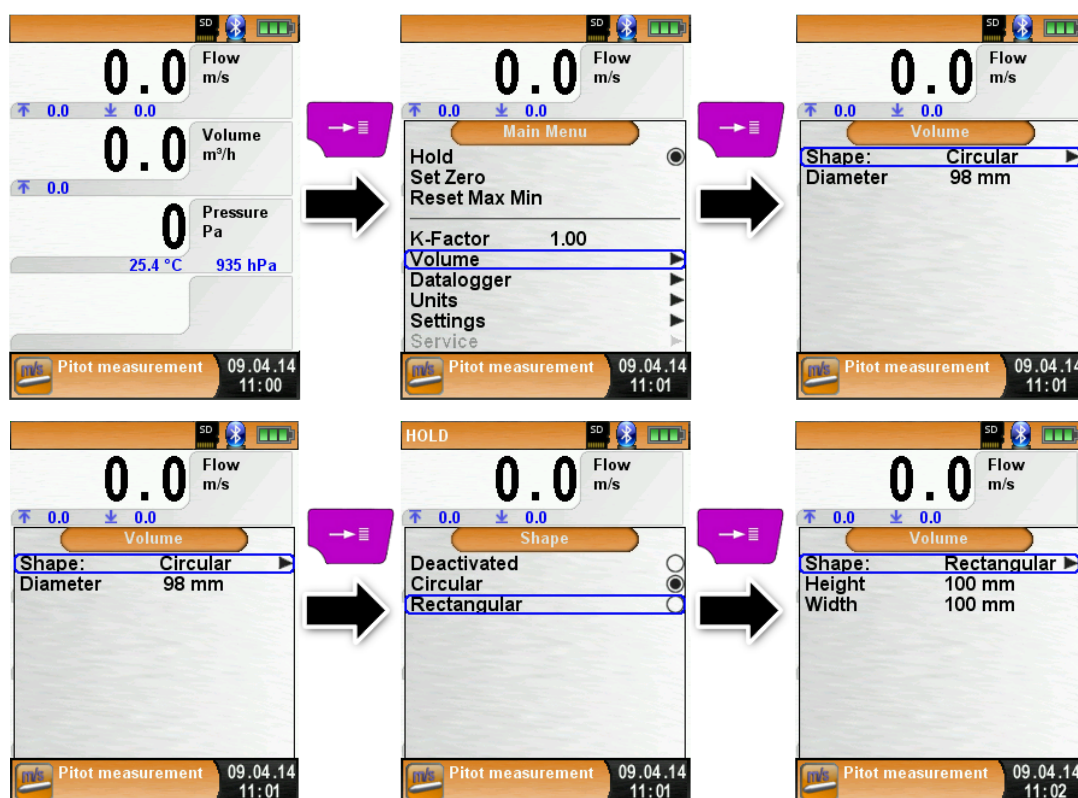 SD
0.0 Flow
m/s
0.0 0.0
0.0 Volume
m³/h
0.0
0 Pressure
Pa
25.4 °C 935 hPa
m/s Pitot measurement 09.04.14
11:00
SD
0.0 Flow
m/s
0.0 0.0
Main Menu
Hold
Set Zero
Reset Max Min
K-Factor 1.00
Volume
Datalogger
Units
Settings
Service
m/s Pitot measurement 09.04.14
11:01
SD
0.0 Flow
m/s
0.0 0.0
Volume
Shape: Circular
Diameter 98 mm
m/s Pitot measurement 09.04.14
11:01
SD
0.0 Flow
m/s
0.0 0.0
Volume
Shape: Circular
Diameter 98 mm
m/s Pitot measurement 09.04.14
11:01
HOLD SD
0.0 Flow
m/s
0.0 0.0
Shape
Deactivated
Circular
Rectangular
m/s Pitot measurement 09.04.14
11:01
SD
0.0 Flow
m/s
0.0 0.0
Volume
Shape: Rectangular
Height 100 mm
Width 100 mm
m/s Pitot measurement 09.04.14
11:02